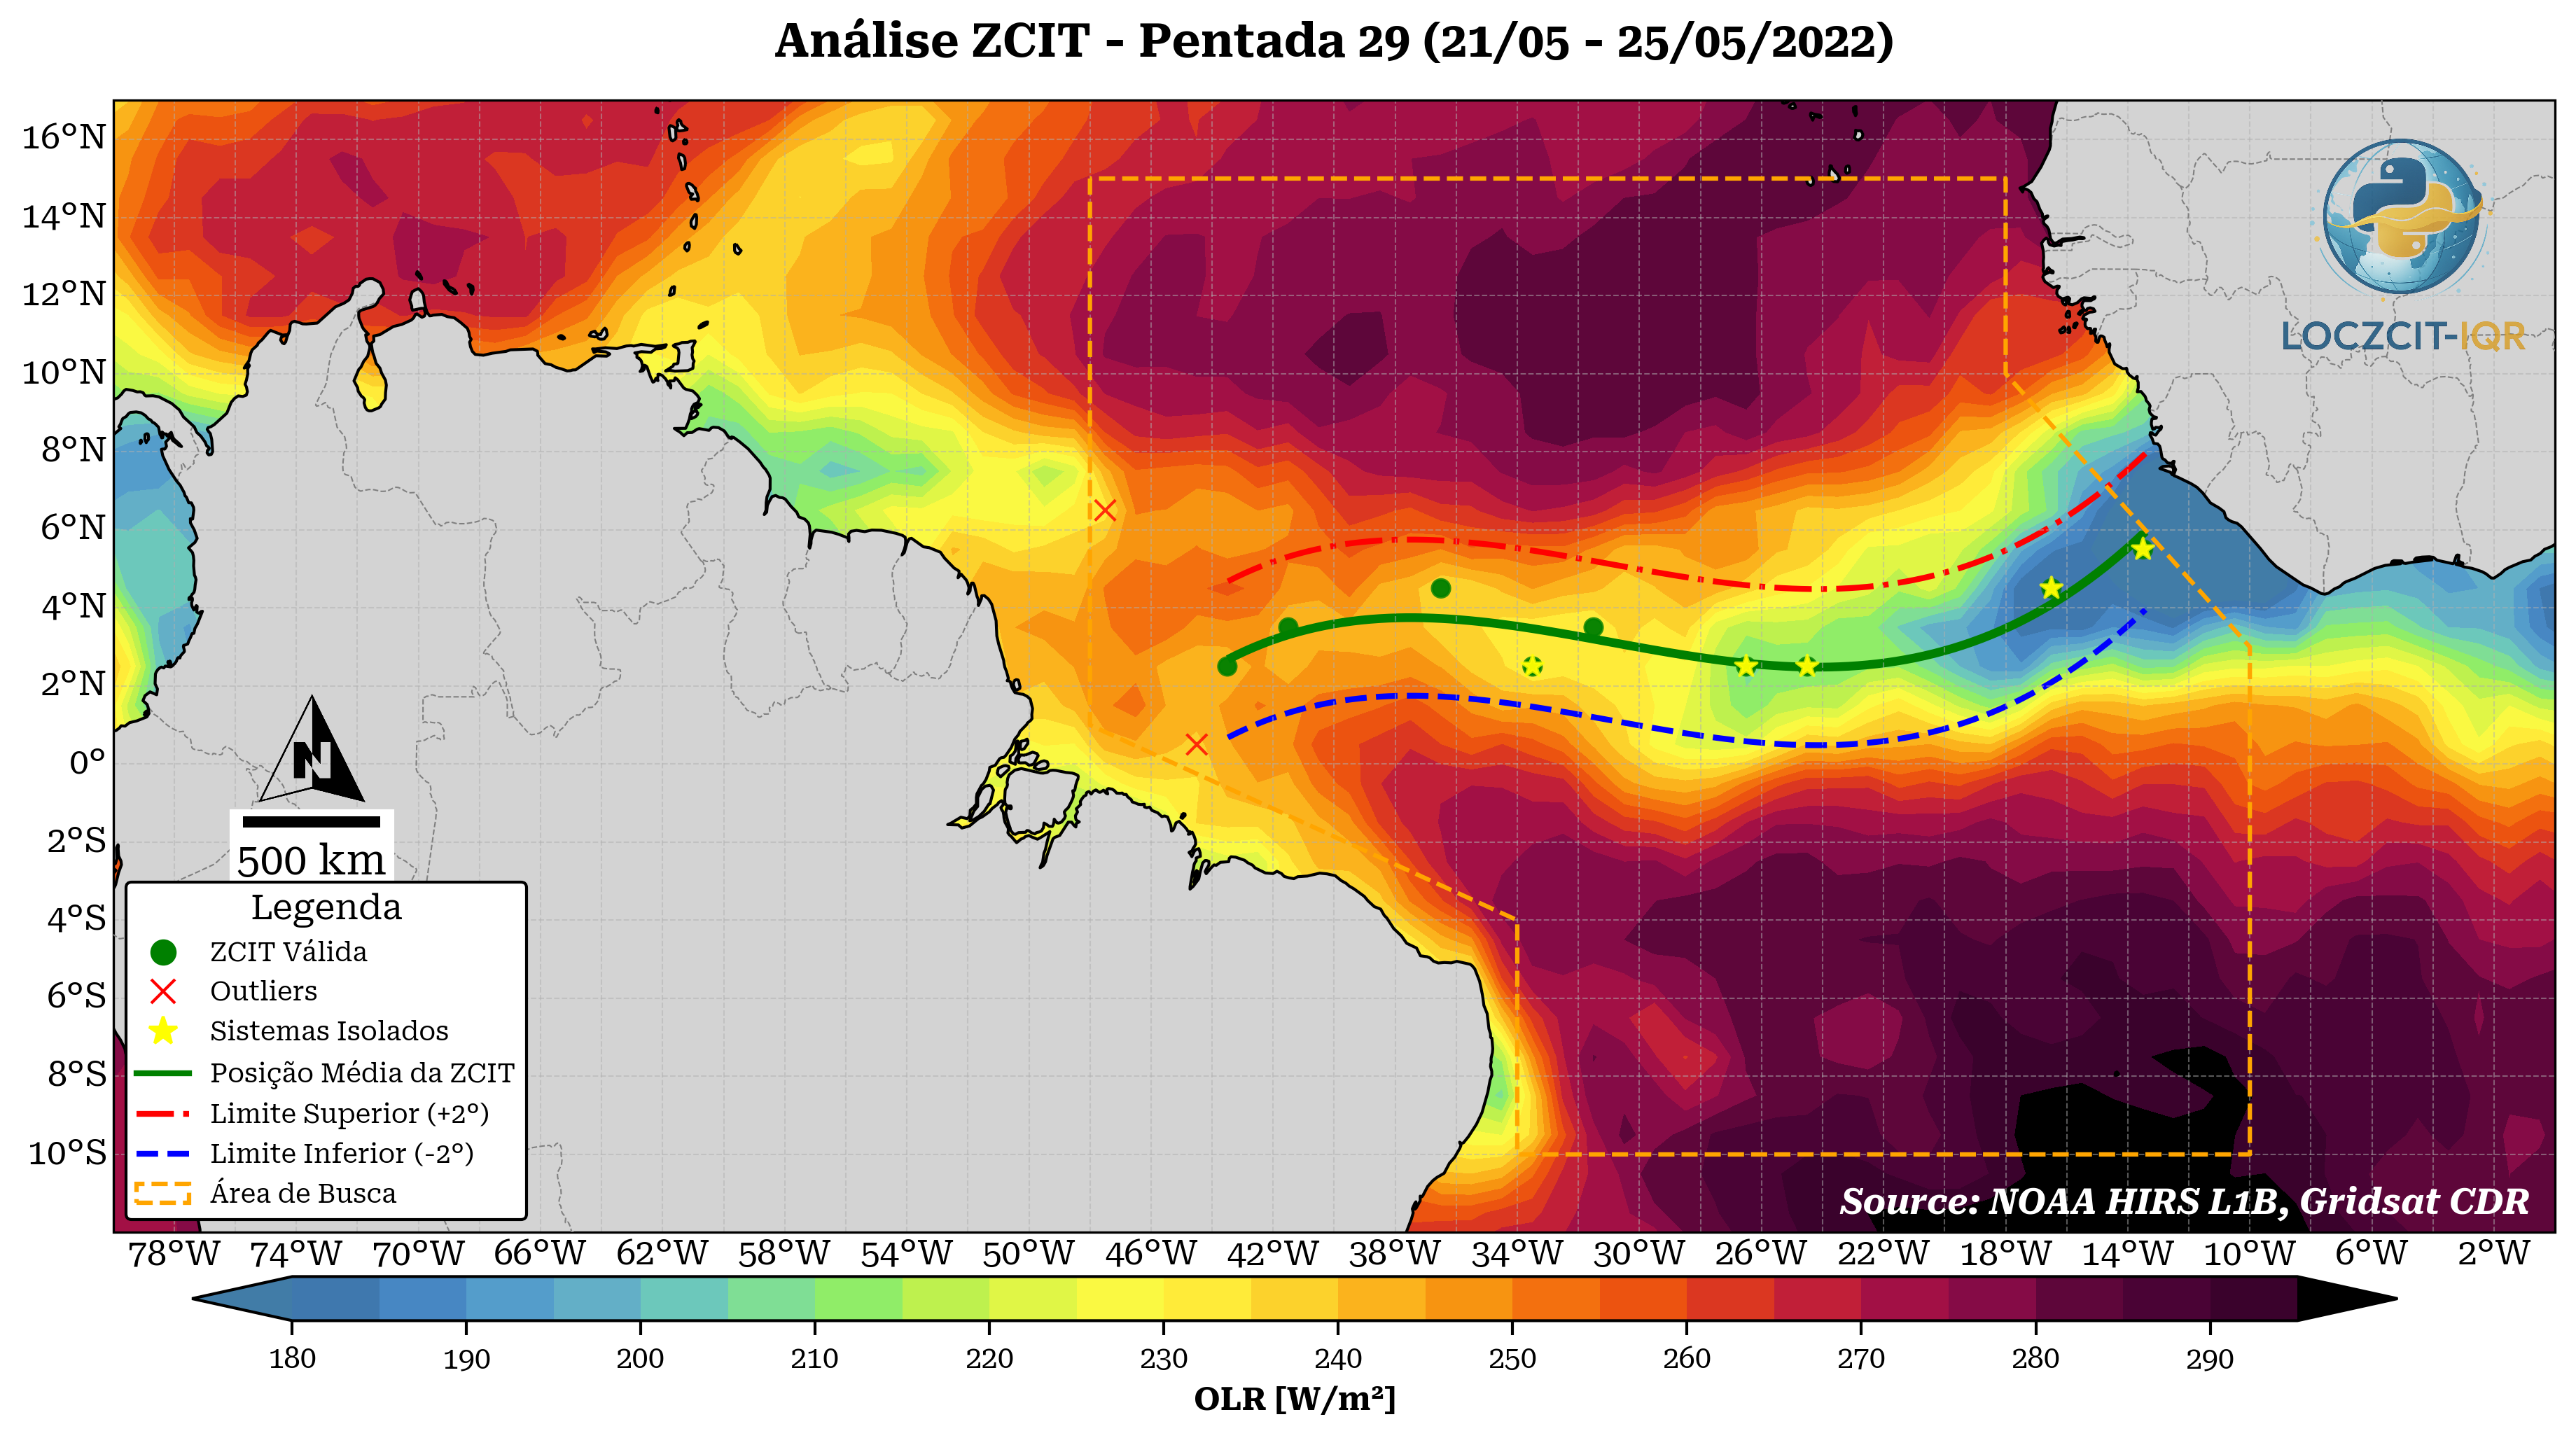 Análise ZCIT - Pentada 29 (21/05 - 25/05/2022)
16°N
14°N
12°N
10°N
8°N
6°N
4°N
2°N
0°
2°S
4°S
6°S
8°S
10°S
LOCZCIT-IQR
N
500 km
Legenda
ZCIT Válida
Outliers
Sistemas Isolados
Posição Média da ZCIT
Limite Superior (+2°)
Limite Inferior (-2°)
Área de Busca
Source: NOAA HIRS L1B, Gridsat CDR
78°W 74°W 70°W 66°W 62°W 58°W 54°W 50°W 46°W 42°W 38°W 34°W 30°W 26°W 22°W 18°W 14°W 10°W 6°W 2°W
180 190 200 210 220 230 240 250 260 270 280 290
OLR [W/m²]